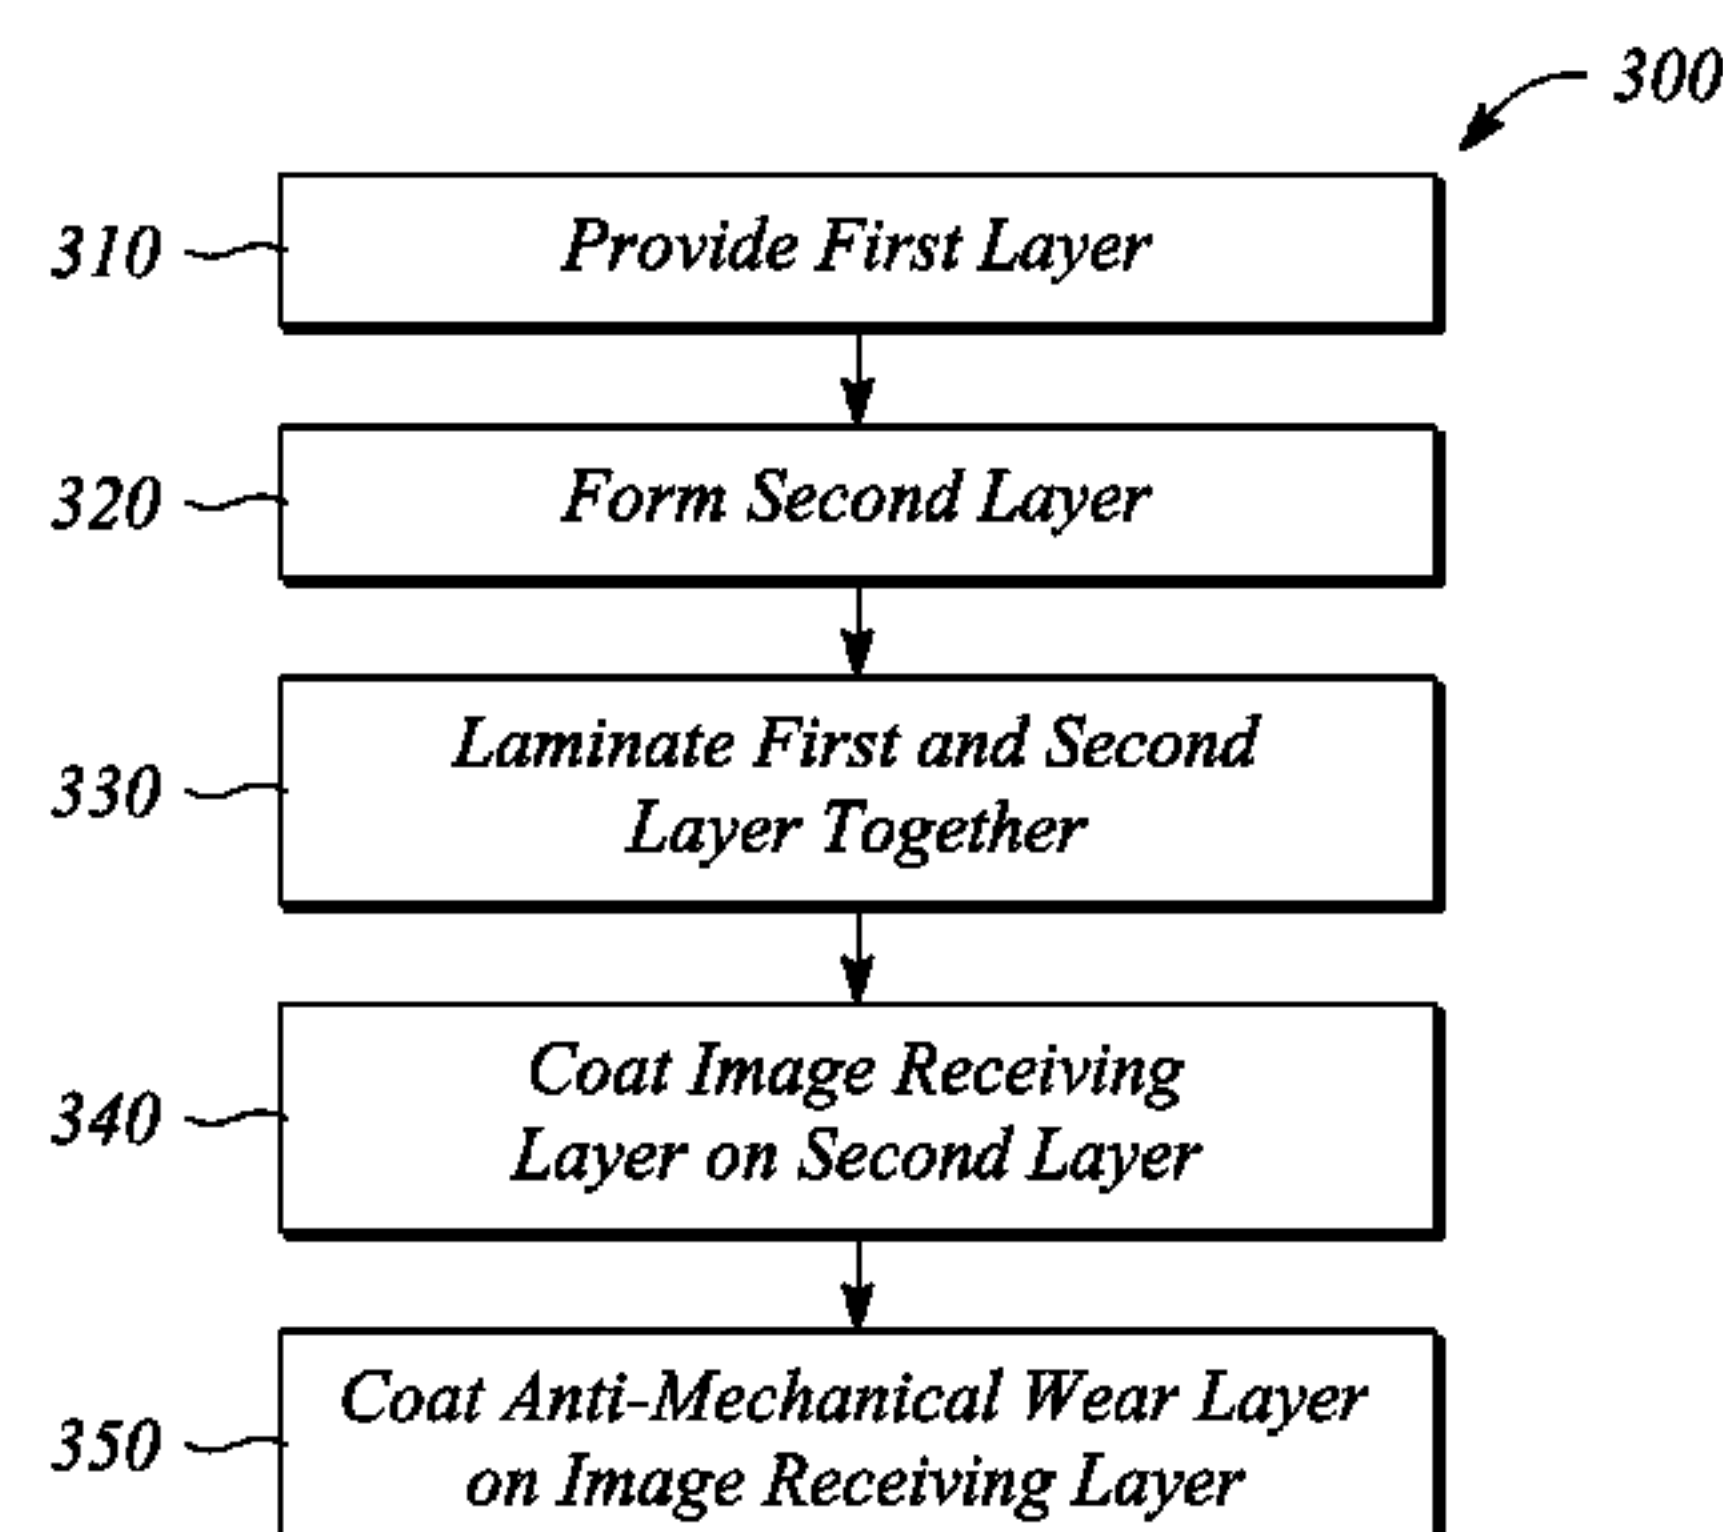 300
310
Provide First Layer
320
Form Second Layer
330
Laminate First and Second
Layer Together
340
Coat Image Receiving
Layer on Second Layer
350
Coat Anti-Mechanical Wear Layer
on Image Receiving Layer